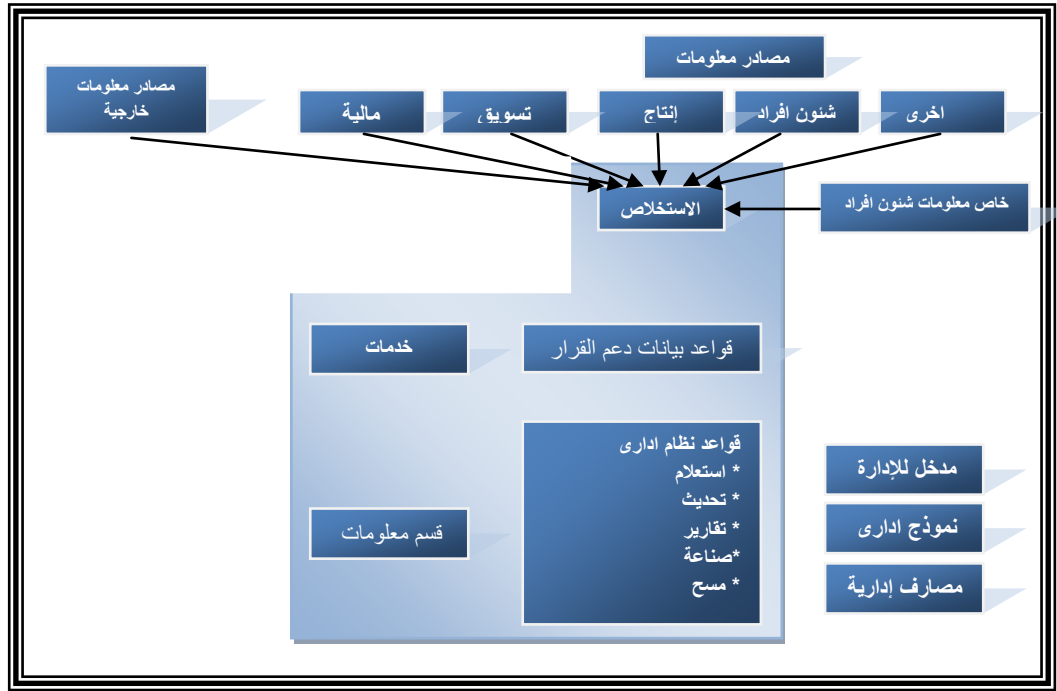 مصادر معلومات
مصادر معلومات
خارجية
مالية
تسويق
إنتاج
شئون افراد
اخرى
الاستخلاص
خاص معلومات شئون افراد
خدمات
قواعد بيانات دعم القرار
قواعد نظام ادارى
* استعلام
* تحديث
* تقارير
*صناعة
* مسح
قسم معلومات
مدخل للإدارة
نموذج ادارى
مصارف إدارية